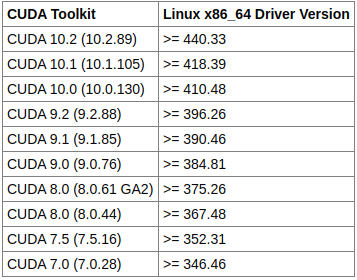 CUDA Toolkit Linux x86_64 Driver Version
CUDA 10.2 (10.2.89) >= 440.33
CUDA 10.1 (10.1.105) >= 418.39
CUDA 10.0 (10.0.130) >= 410.48
CUDA 9.2 (9.2.88) >= 396.26
CUDA 9.1 (9.1.85) >= 390.46
CUDA 9.0 (9.0.76) >= 384.81
CUDA 8.0 (8.0.61 GA2) >= 375.26
CUDA 8.0 (8.0.44) >= 367.48
CUDA 7.5 (7.5.16) >= 352.31
CUDA 7.0 (7.0.28) >= 346.46